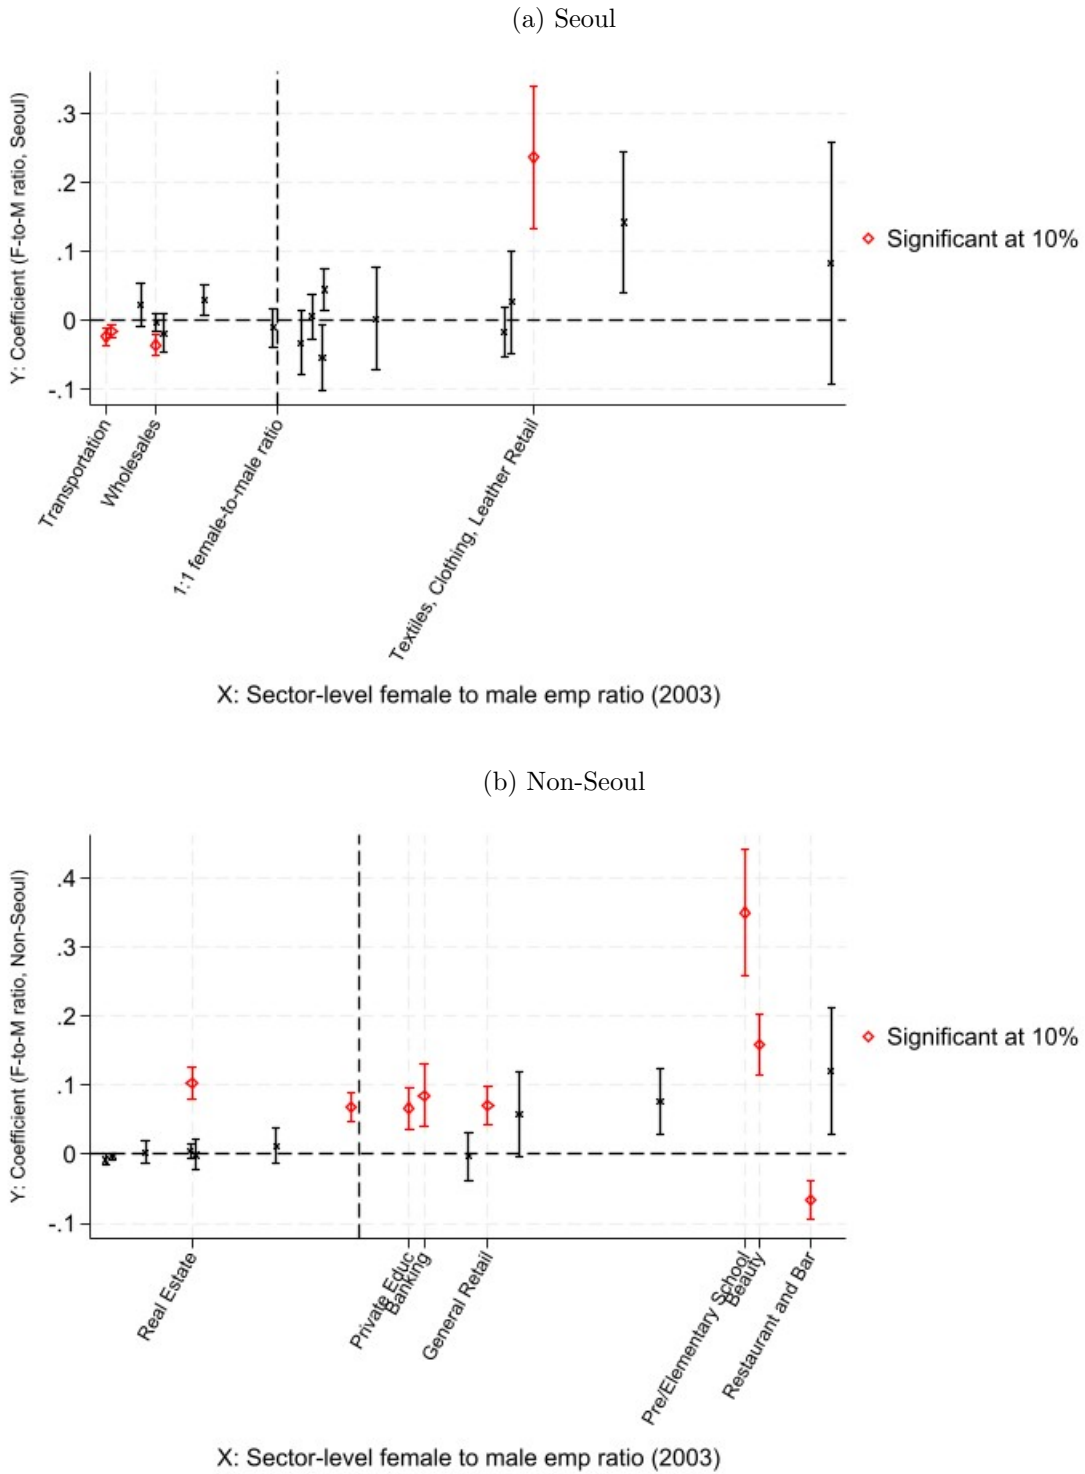 (a) Seoul
Y: Coefficient (F-to-M ratio, Seoul)
.3
.2
.1
0
-.1
Significant at 10%
Transportation
Wholesales
1:1 female-to-male ratio
Textiles, Clothing, Leather Retail
X: Sector-level female to male emp ratio (2003)
(b) Non-Seoul
Y: Coefficient (F-to-M ratio, Non-Seoul)
.4
.3
.2
.1
0
-.1
Significant at 10%
Real Estate
Private Educ
Banking
General Retail
Pre/Elementary School
Beauty
Restaurant and Bar
X: Sector-level female to male emp ratio (2003)